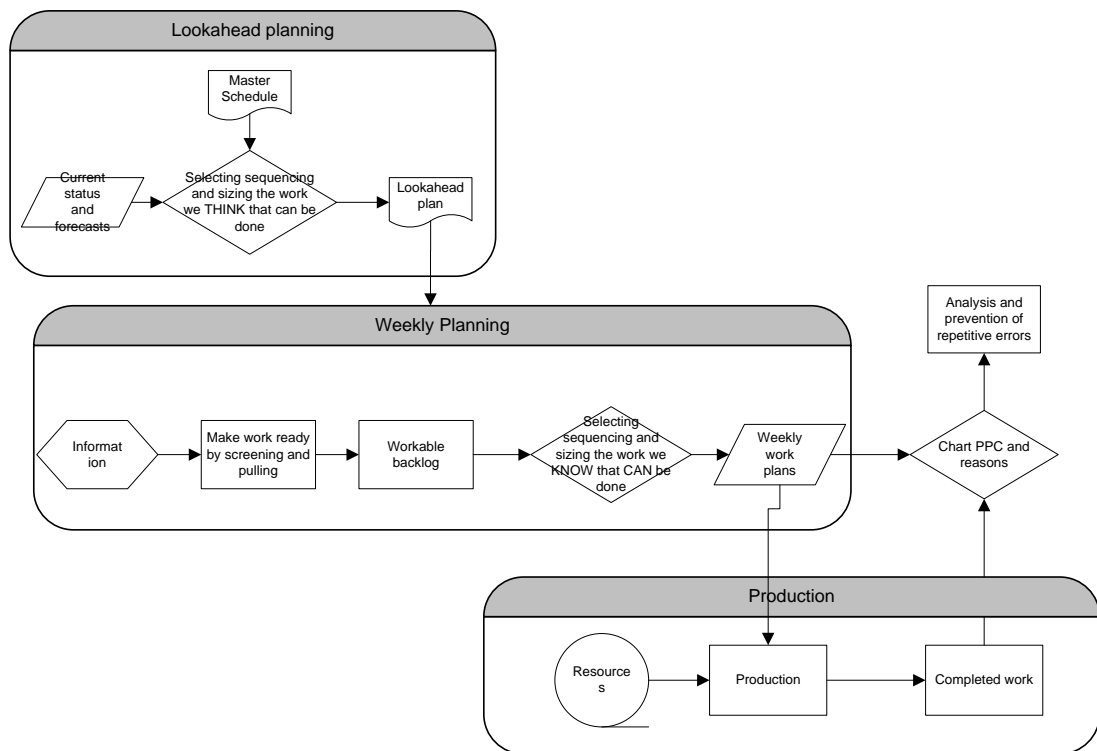 Lookahead planning
Master
Schedule
Current
status
and
forecasts
Selecting sequencing
and sizing the work
we THINK that can be
done
Lookahead
plan
Weekly Planning
Informat
ion
Make work ready
by screening and
pulling
Workable
backlog
Selecting
sequencing and
sizing the work we
KNOW that CAN be
done
Weekly
work
plans
Analysis and
prevention of
repetitive errors
Chart PPC and
reasons
Production
Resource
s
Production
Completed work